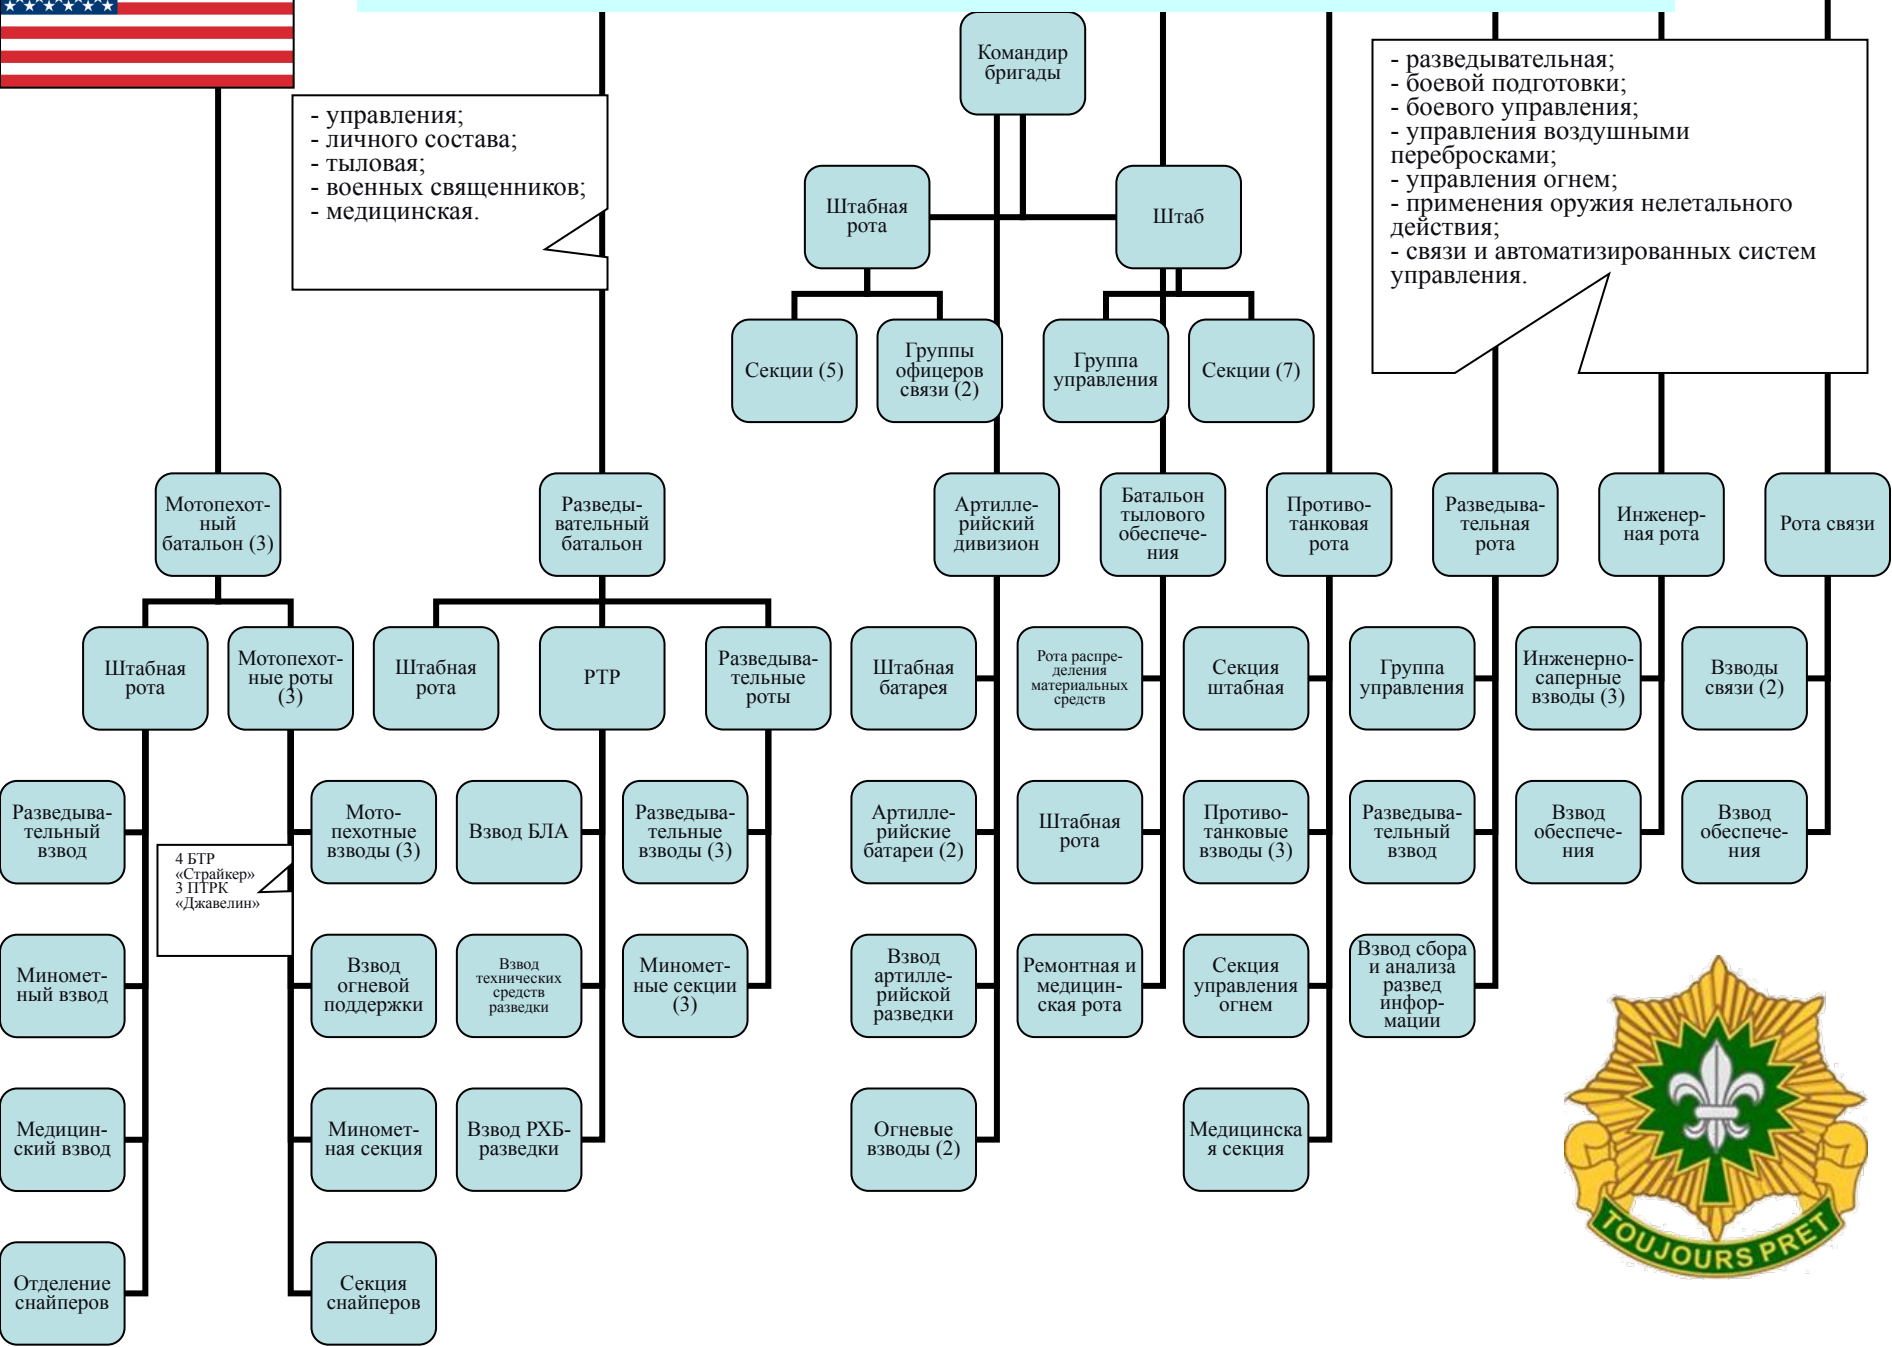 Командир
бригады
- управления;
- личного состава;
- тыловая;
- военных священников;
- медицинская.
- разведывательная;
- боевой подготовки;
- боевого управления;
- управления воздушными
перебросками;
- управления огнем;
- применения оружия нелетального
действия;
- связи и автоматизированных систем
управления.
Штабная
рота
Штаб
Секции (5)
Группы
офицеров
связи (2)
Группа
управления
Секции (7)
Мотопехот-
ный
батальон (3)
Разведы-
вательный
батальон
Артилле-
рийский
дивизион
Батальон
тылового
обеспече-
ния
Противо-
танковая
рота
Разведыва-
тельная
рота
Инженер-
ная рота
Рота связи
Штабная
рота
Мотопехот-
ные роты
(3)
Штабная
рота
РТР
Разведыва-
тельные
роты
Штабная
батарея
Рота распре-
деления
материальных
средств
Секция
штабная
Группа
управления
Инженерно-
саперные
взводы (3)
Взводы
связи (2)
Разведыва-
тельный
взвод
4 БТР
«Страйкер»
3 ПТРК
«Джавелин»
Мото-
пехотные
взводы (3)
Взвод БЛА
Разведыва-
тельные
взводы (3)
Артилле-
рийские
батареи (2)
Штабная
рота
Противо-
танковые
взводы (3)
Разведыва-
тельный
взвод
Взвод
обеспече-
ния
Взвод
обеспече-
ния
Миномет-
ный взвод
Взвод
огневой
поддержки
Взвод
технических
средств
разведки
Миномет-
ные секции
(3)
Взвод
артилле-
рийской
разведки
Ремонтная и
медицин-
ская рота
Секция
управления
огнем
Взвод сбора
и анализа
развед
инфор-
мации
Медицин-
ский взвод
Миномет-
ная секция
Взвод РХБ-
разведки
Огневые
взводы (2)
Медицинска
я секция
Отделение
снайперов
Секция
снайперов
TOUJOURS PRET